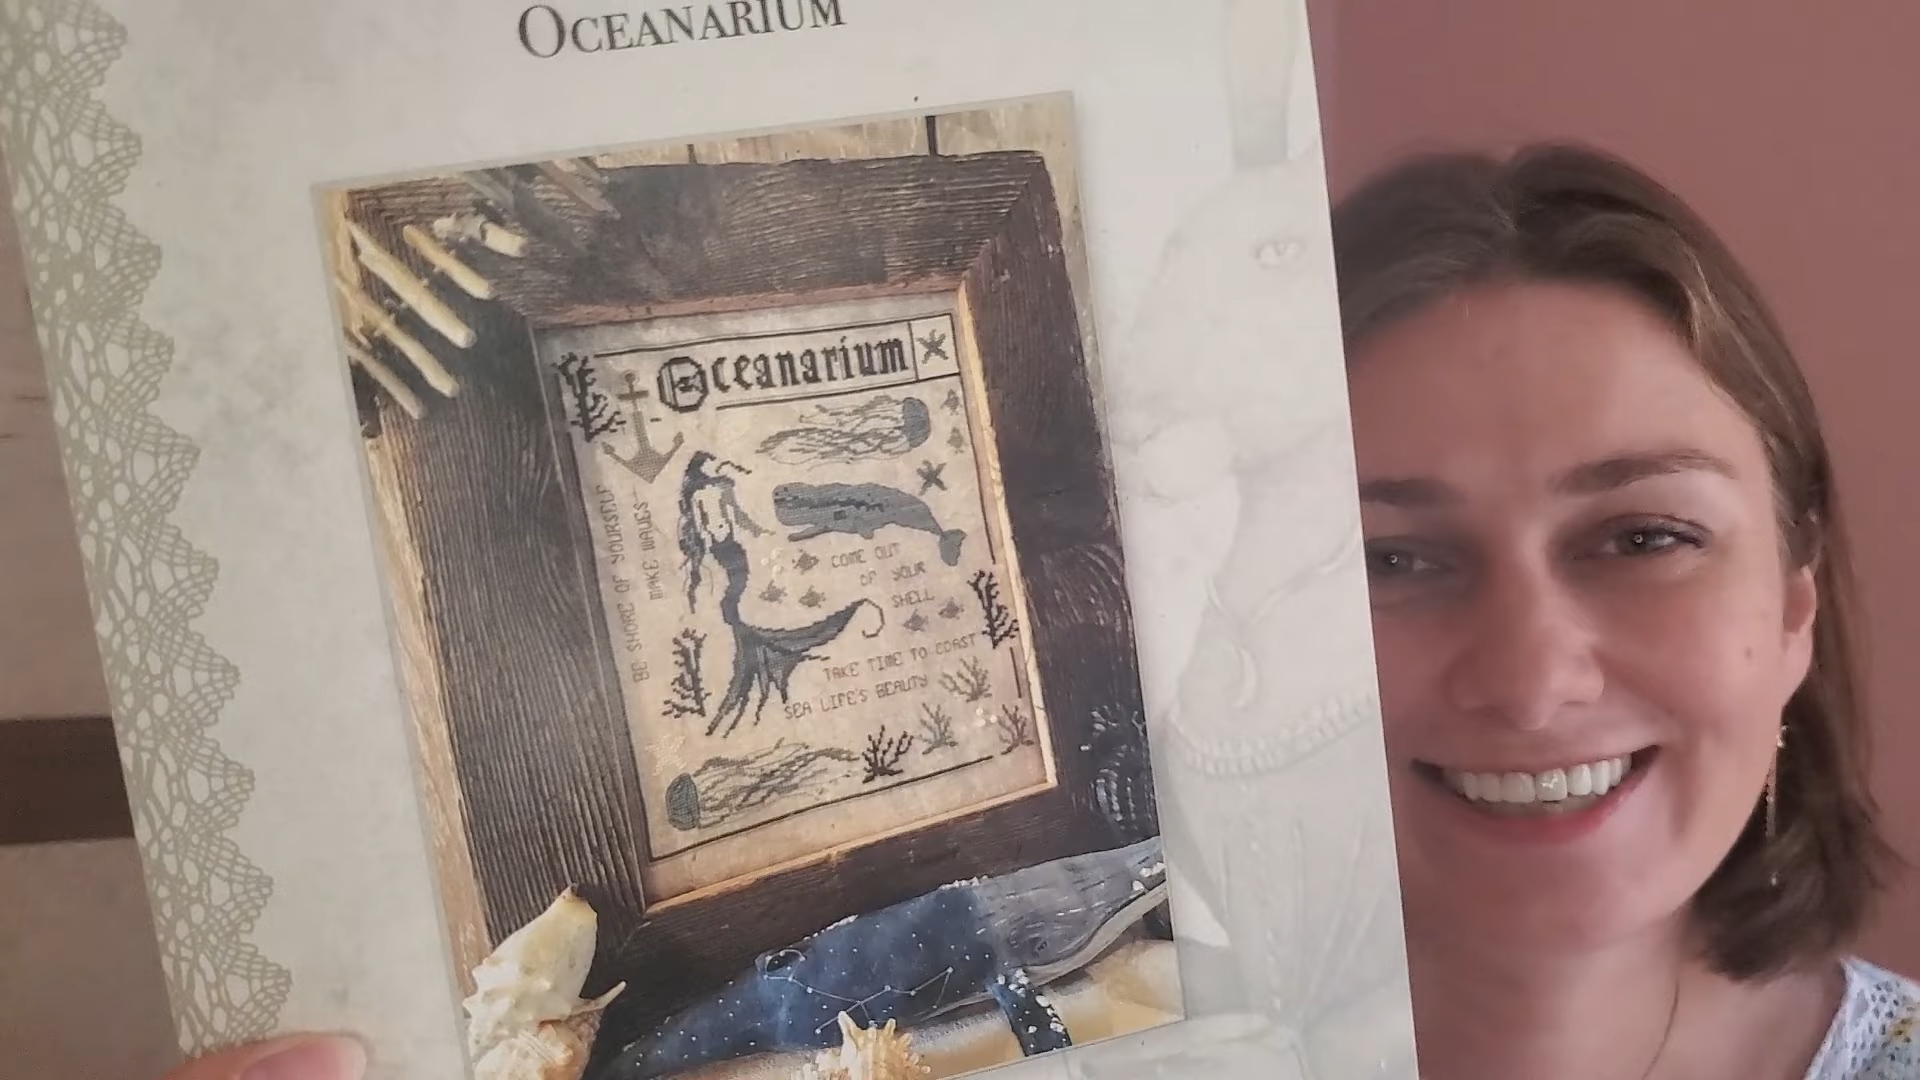 OCEANARIUM
Oceanarium
BE SHORE OF YOURSELF
MAKE WAVES
COME OUT
OF YOUR
SHELL
TAKE TIME TO COAST
SEA LIFE'S BEAUTY